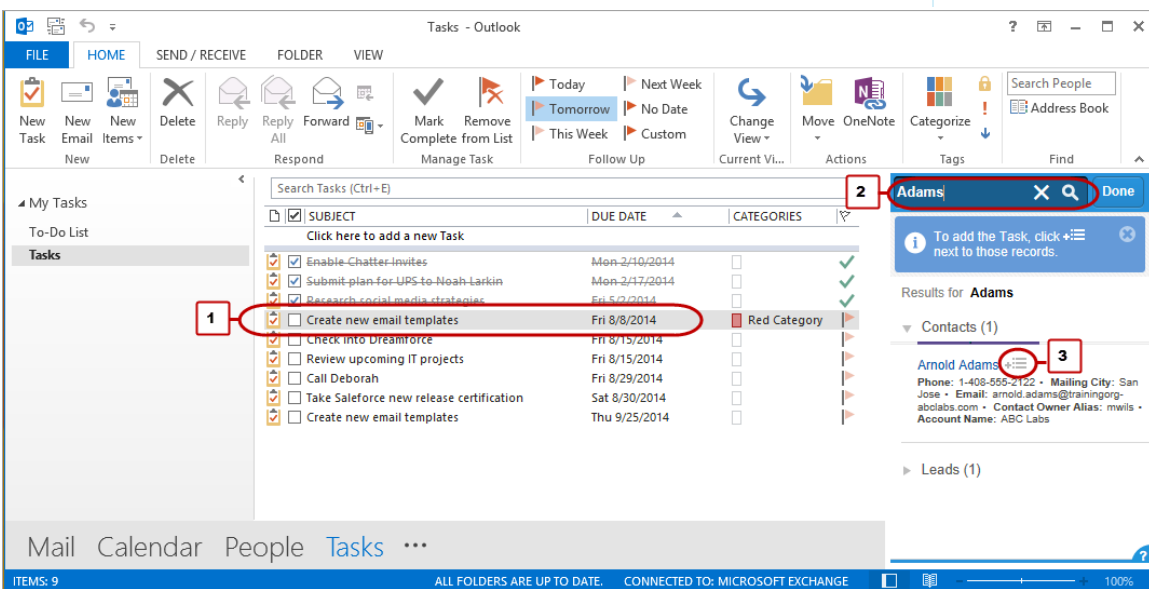 Tasks - Outlook
FILE HOME SEND / RECEIVE FOLDER VIEW
New Task
New Email
New Items
Delete
Reply
Reply All
Forward
Mark Complete
Remove from List
Today
Tomorrow
This Week
Next Week
No Date
Custom
Change View
Move
OneNote
Categorize
Search People
Address Book
New Delete Respond Manage Task Follow Up Current Vi... Actions Tags Find
My Tasks
To-Do List
Tasks
Search Tasks (Ctrl+E)
SUBJECT DUE DATE CATEGORIES
Click here to add a new Task
Enable Chatter Invites Mon 2/10/2014
Submit plan for UPS to Noah Larkin Mon 2/17/2014
Research social media strategies Fri 5/2/2014
1
Create new email templates Fri 8/8/2014 Red Category
Check into Dreamforce Fri 8/15/2014
Review upcoming IT projects Fri 8/15/2014
Call Deborah Fri 8/29/2014
Take Saleforce new release certification Sat 8/30/2014
Create new email templates Thu 9/25/2014
2
Adams
Done
To add the Task, click +
next to those records.
Results for Adams
Contacts (1)
Arnold Adams
3
Phone: 1-408-555-2122 • Mailing City: San
Jose • Email: arnold.adams@trainingorg-
abclabs.com • Contact Owner Alias: mwils •
Account Name: ABC Labs
Leads (1)
Mail Calendar People Tasks ···
ITEMS: 9 ALL FOLDERS ARE UP TO DATE. CONNECTED TO: MICROSOFT EXCHANGE 100%